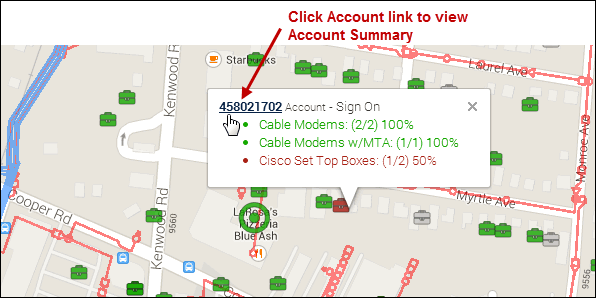 Click Account link to view
Account Summary
Starbucks
Kenwood Rd
Laurel Ave
458021702 Account - Sign On
Cable Modems: (2/2) 100%
Cable Modems w/MTA: (1/1) 100%
Cisco Set Top Boxes: (1/2) 50%
Monroe Ave
Myrtle Ave
Cooper Rd
Kenwood Rd
9560
LaRosa's
Pizzeria
Blue Ash
9556